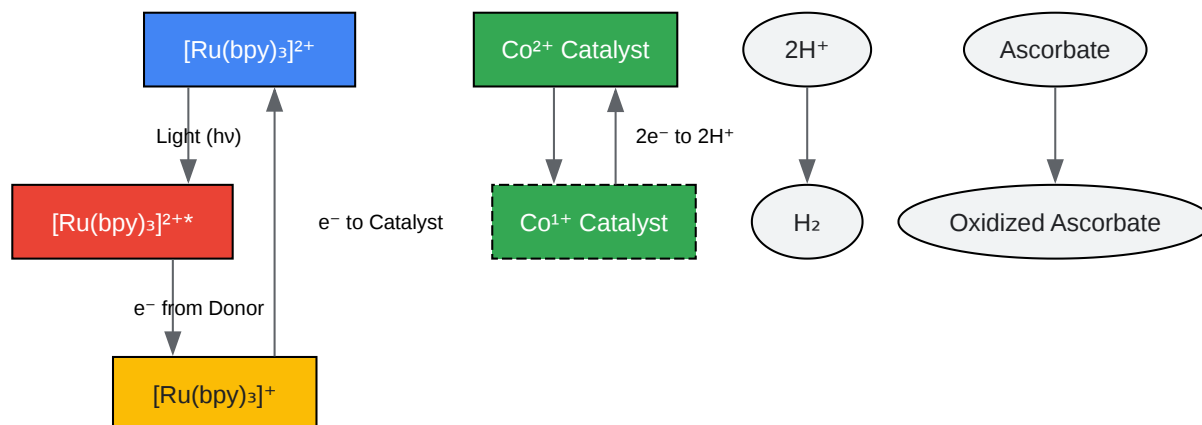 [Ru(bpy)₃]²⁺
Co²⁺ Catalyst
2H⁺
Ascorbate
Light (hν)
2e⁻ to 2H⁺
[Ru(bpy)₃]²⁺*
e⁻ to Catalyst
Co¹⁺ Catalyst
H₂
Oxidized Ascorbate
e⁻ from Donor
[Ru(bpy)₃]⁺